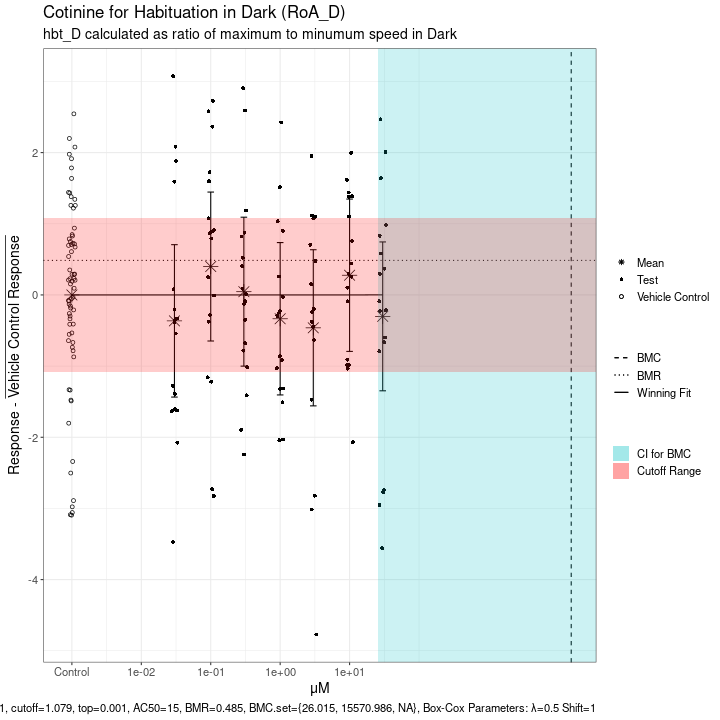 Cotinine for Habituation in Dark (RoA_D)
hbt_D calculated as ratio of maximum to minumum speed in Dark
Response - Vehicle Control Response
2
0
-2
-4
Control
1e-02
1e-01
1e+00
1e+01
μM
Mean
Test
Vehicle Control
BMC
BMR
Winning Fit
CI for BMC
Cutoff Range
1, cutoff=1.079, top=0.001, AC50=15, BMR=0.485, BMC.set={26.015, 15570.986, NA}, Box-Cox Parameters: λ=0.5 Shift=1